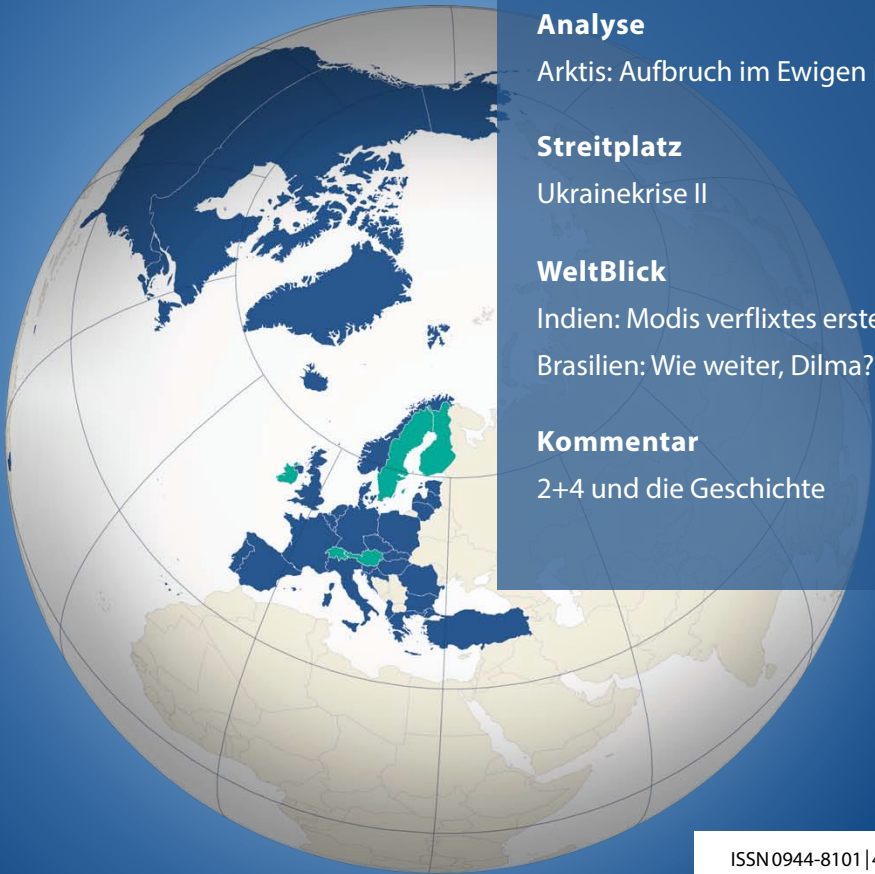 Analyse
Arktis: Aufbruch im Ewigen
Streitplatz
Ukrainekrise II
WeltBlick
Indien: Modis verflixtes erste
Brasilien: Wie weiter, Dilma?
Kommentar
2+4 und die Geschichte
ISSN 0944-8101 | 4